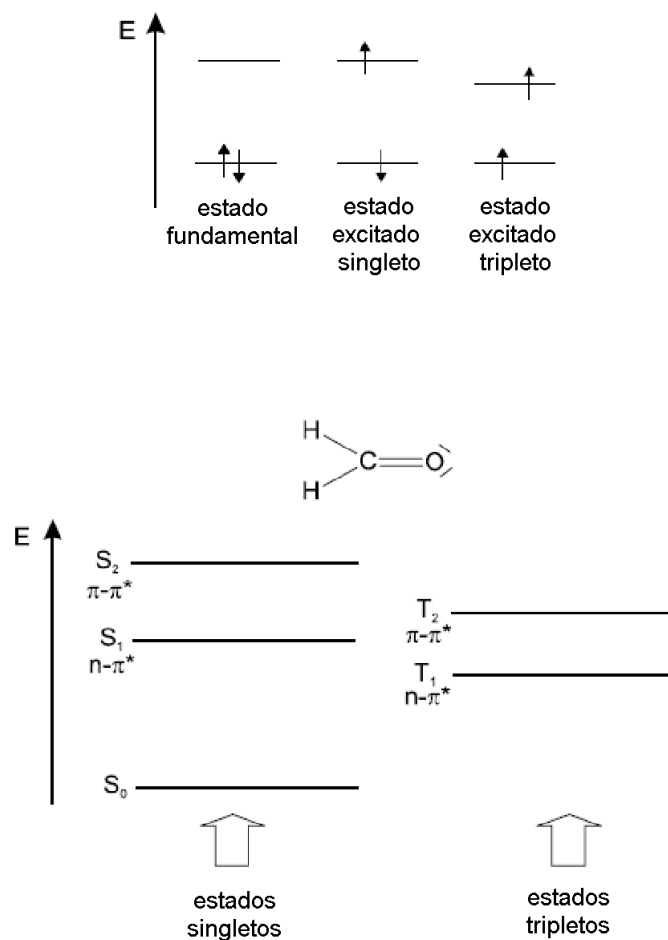 E
estado
fundamental
estado
excitado
singleto
estado
excitado
tripleto
H
C
O
H
E
S₂
π-π*
S₁
n-π*
S₀
T₂
π-π*
T₁
n-π*
estados
singletos
estados
tripletos